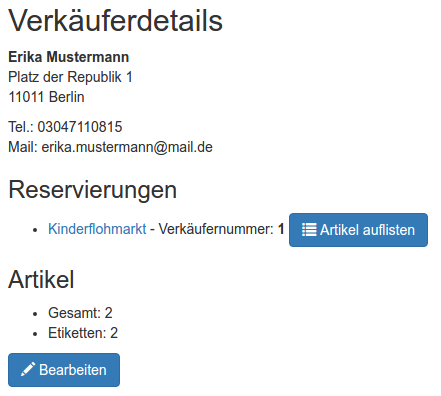 Verkäuferdetails
Erika Mustermann
Platz der Republik 1
11011 Berlin
Tel.: 03047110815
Mail: erika.mustermann@mail.de
Reservierungen
Kinderflohmarkt - Verkäufernummer: 1 Artikel auflisten
Artikel
Gesamt: 2
Etiketten: 2
Bearbeiten